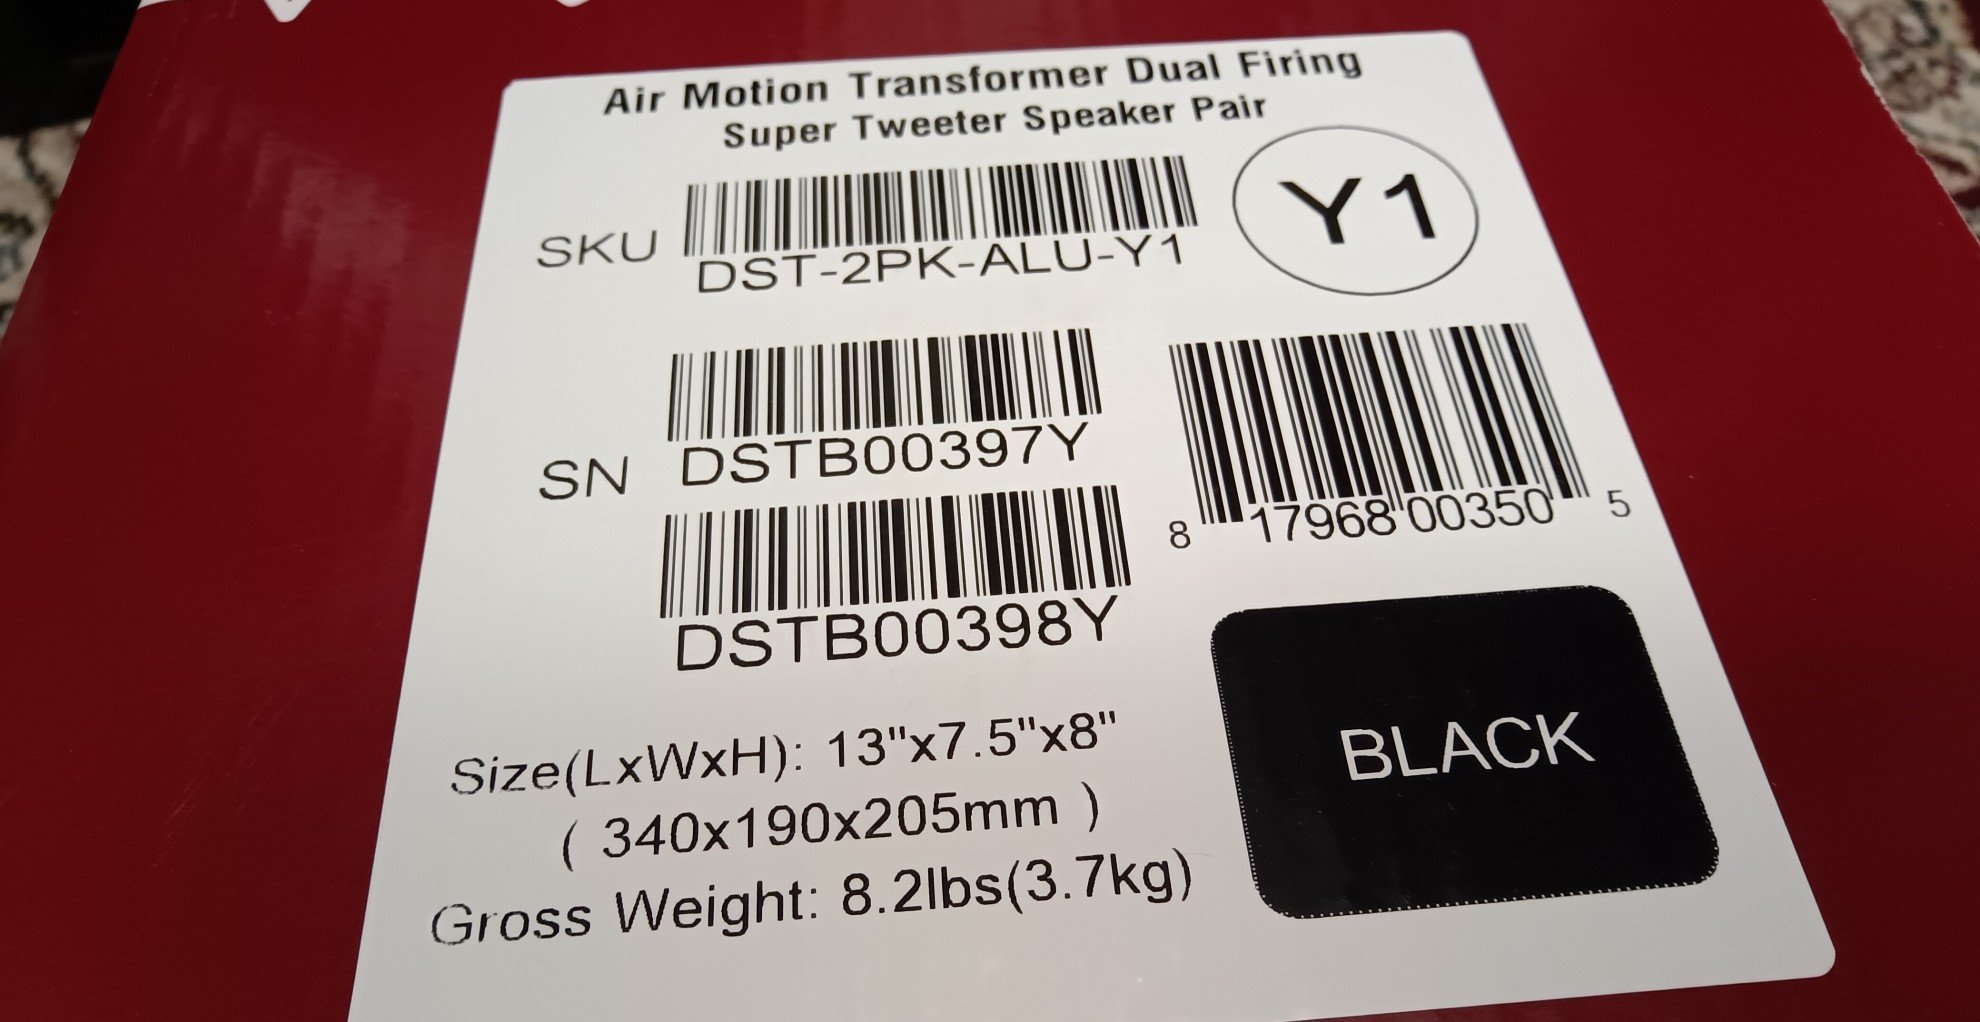 Air Motion Transformer Dual Firing
Super Tweeter Speaker Pair
Y1
SKU
DST-2PK-ALU-Y1
SN
DSTB00397Y
DSTB00398Y
8 17968 00350 5
BLACK
Size(LxWxH): 13"x7.5"x8"
( 340x190x205mm )
Gross Weight: 8.2lbs(3.7kg)